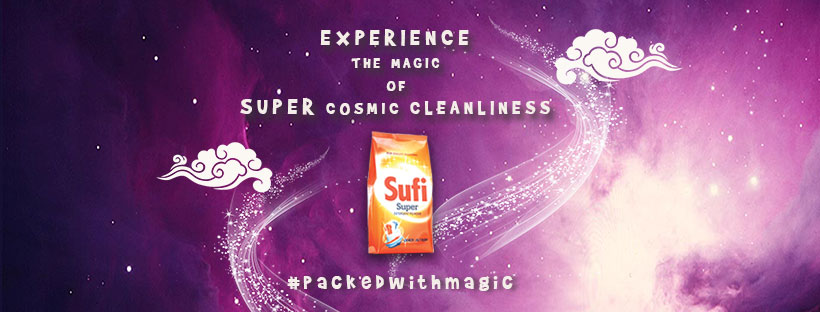 EXPERIENCE
THE MAGIC
OF
SUPER COSMIC CLEANLINESS
Sufi
Super
#PACKEDWITHMAGIC